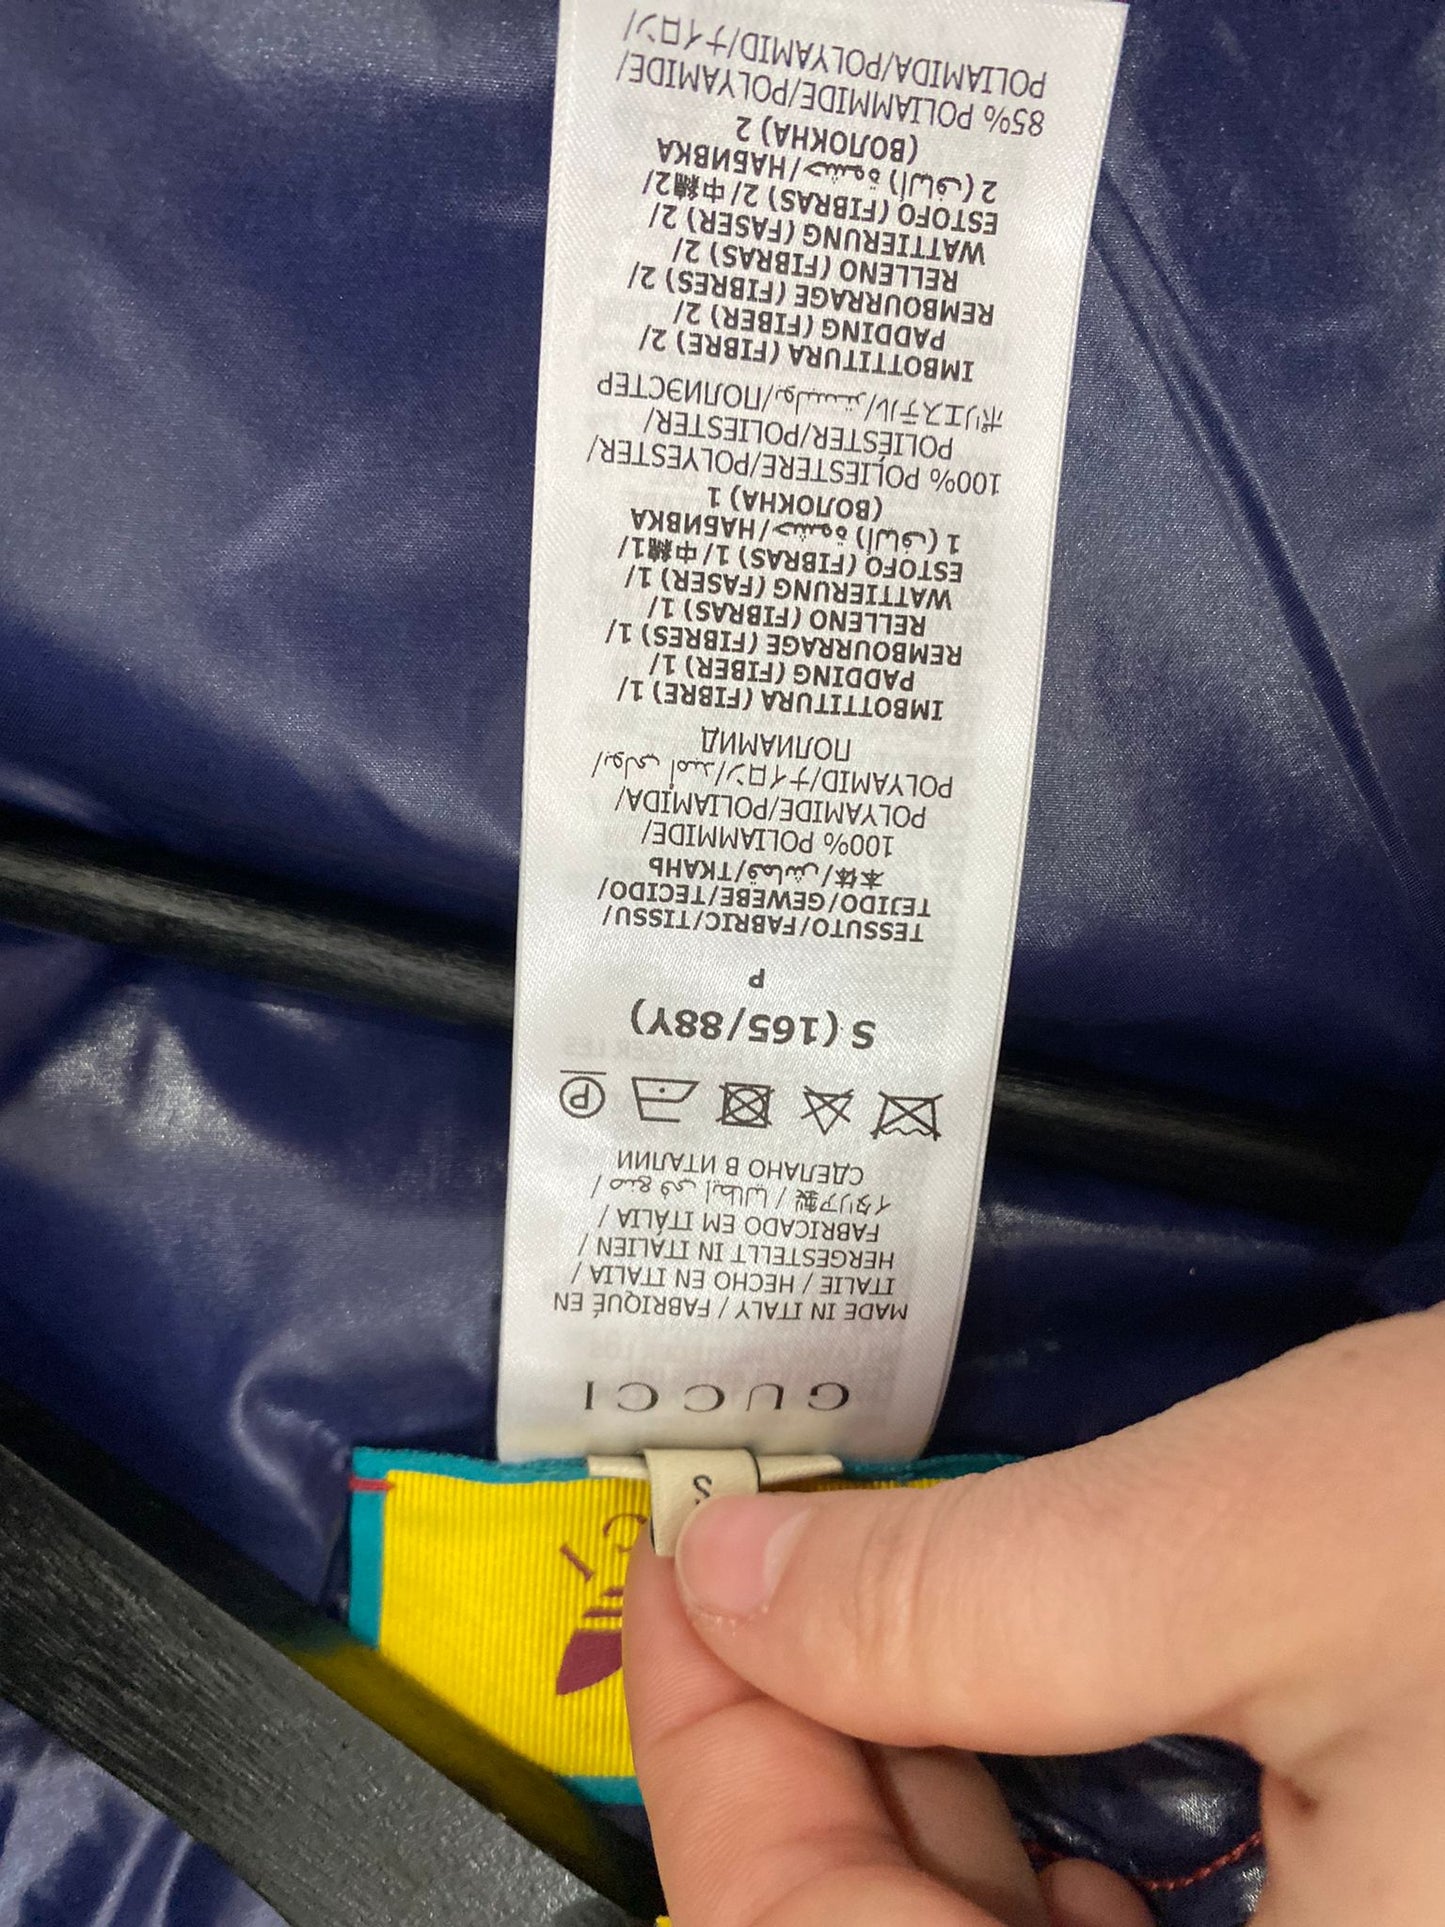 GUCCI
MADE IN ITALY / FABRIQUÉ EN
ITALIE / HECHO EN ITALIA /
HERGESTELLT IN ITALIEN /
FABRICADO EM ITÁLIA /
イタリア製 / صنع في إيطاليا /
СДЕЛАНО В ИТАЛИИ
P
S (165/88Y)
P
TESSUTO/FABRIC/TISSU/
TEJIDO/GEWEBE/TECIDO/
本体/قماش/ТКАНЬ
100% POLIAMMIDE/
POLYAMIDE/POLIAMIDA/
POLYAMID/ナイロン/بولي أميد/
ПОЛИАМИД
IMBOTTITURA (FIBRE) 1/
PADDING (FIBER) 1/
REMBOURRAGE (FIBRES) 1/
RELLENO (FIBRAS) 1/
WATTIERUNG (FASER) 1/
ESTOFO (FIBRAS) 1/中綿1/
حشوة (ألياف) 1/НАБИВКА
(ВОЛОКНА) 1
100% POLIESTERE/POLYESTER/
POLIÉSTER/POLIESTER/
ポリエステル/بوليستر/ПОЛИЭСТЕР
IMBOTTITURA (FIBRE) 2/
PADDING (FIBER) 2/
REMBOURRAGE (FIBRES) 2/
RELLENO (FIBRAS) 2/
WATTIERUNG (FASER) 2/
ESTOFO (FIBRAS) 2/中綿2/
حشوة (ألياف) 2/НАБИВКА
(ВОЛОКНА) 2
85% POLIAMMIDE/POLYAMIDE/
POLIAMIDA/POLYAMID/ナイロン/
S